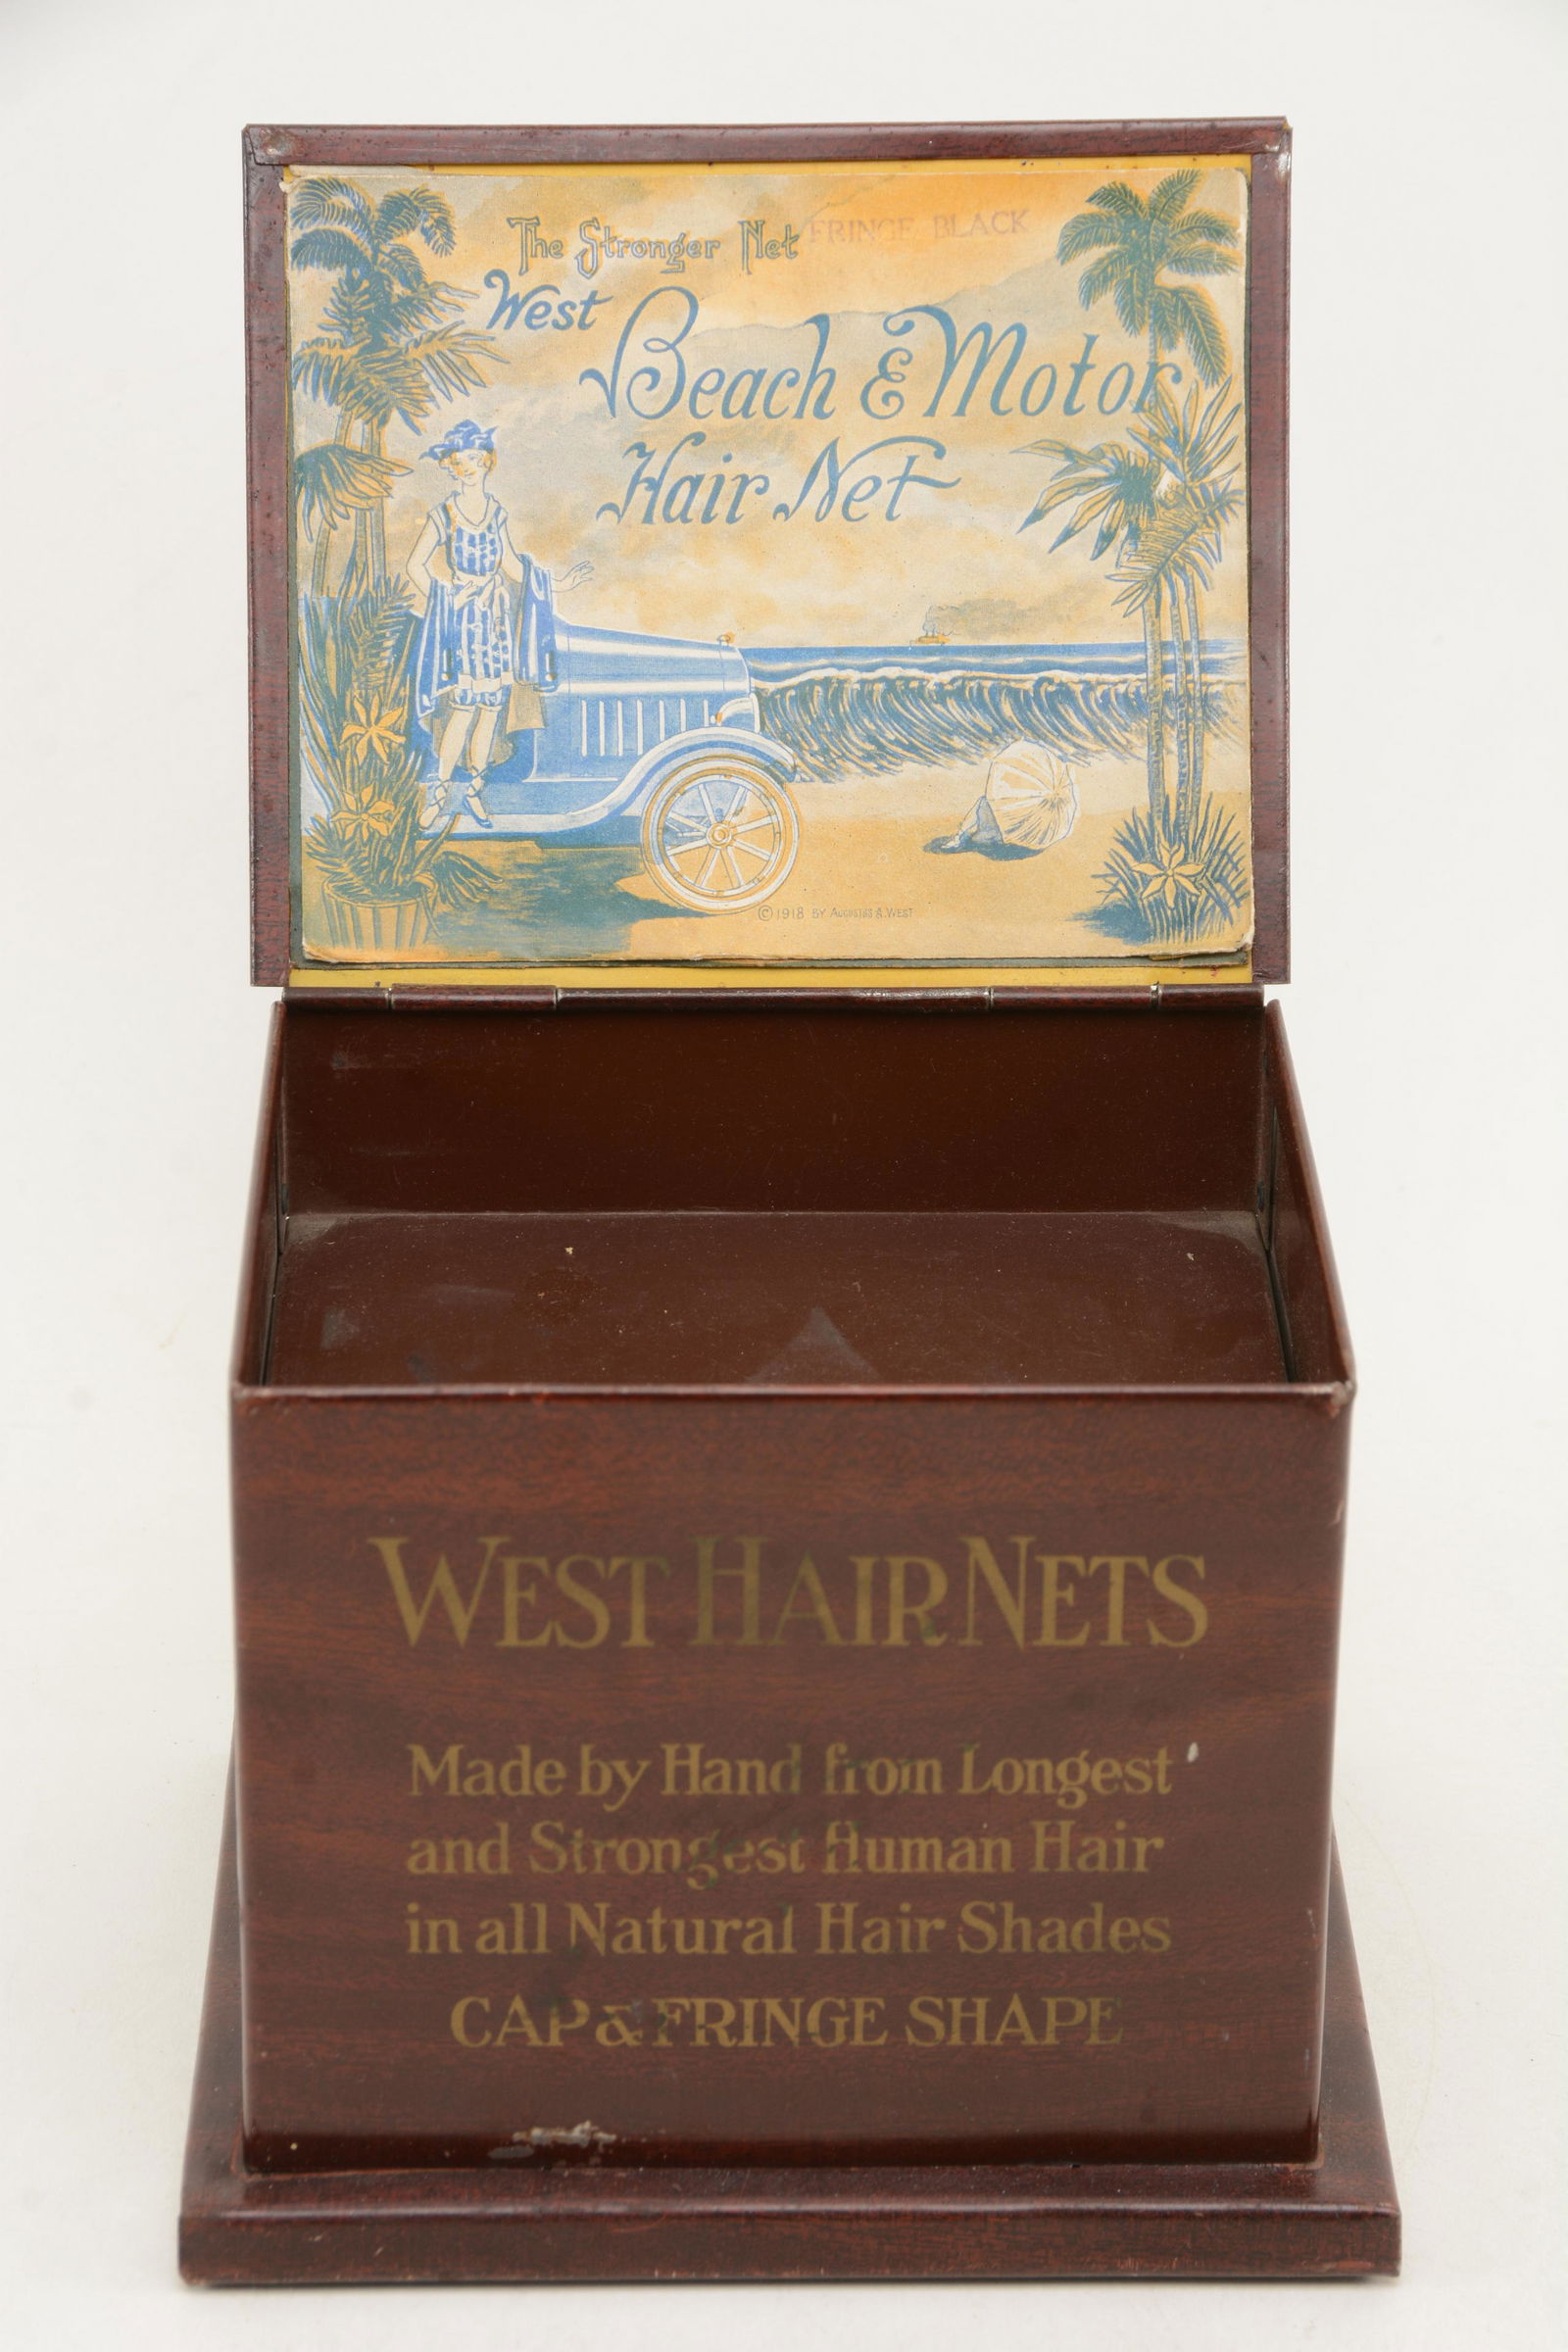 The Stronger Net FRINGE BLACK
West
Beach & Motor
Hair Net
© 1918 BY AUGUSTUS A. WEST
WEST HAIR NETS
Made by Hand from Longest
and Strongest Human Hair
in all Natural Hair Shades
CAP & FRINGE SHAPE